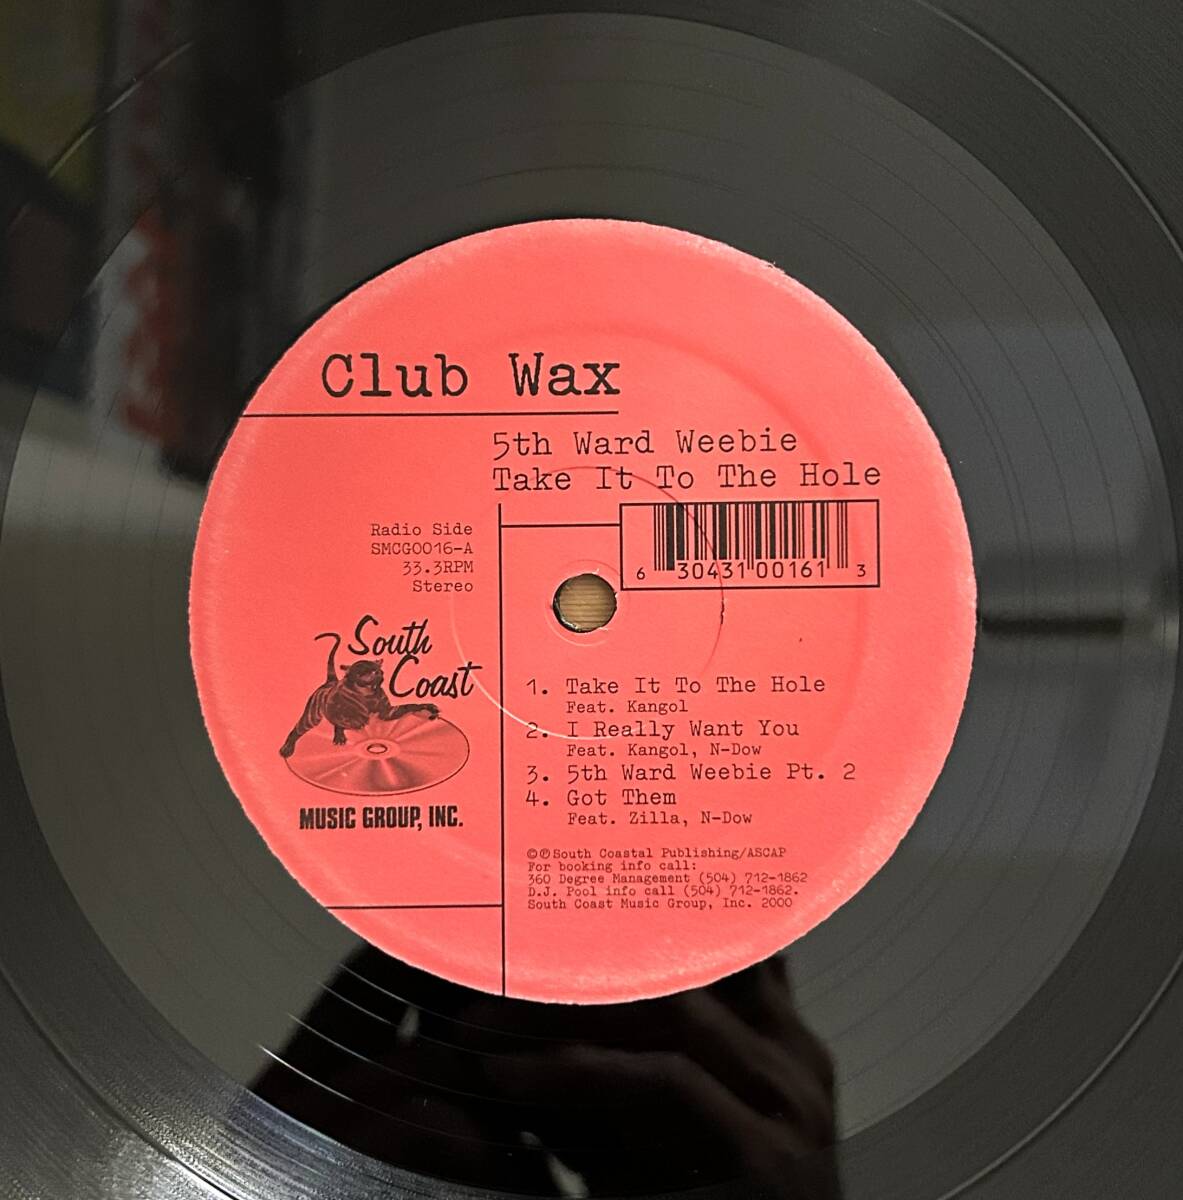 Club Wax
5th Ward Weebie
Take It To The Hole
Radio Side
SMCG0016-A
33.3RPM
Stereo
6 30431 00161 3
South
Coast
MUSIC GROUP, INC.
1. Take It To The Hole
Feat. Kangol
2. I Really Want You
Feat. Kangol, N-Dow
3. 5th Ward Weebie Pt. 2
4. Got Them
Feat. Zilla, N-Dow
©℗South Coastal Publishing/ASCAP
For booking info call:
360 Degree Management (504) 712-1862
D.J. Pool info call (504) 712-1862.
South Coast Music Group, Inc. 2000